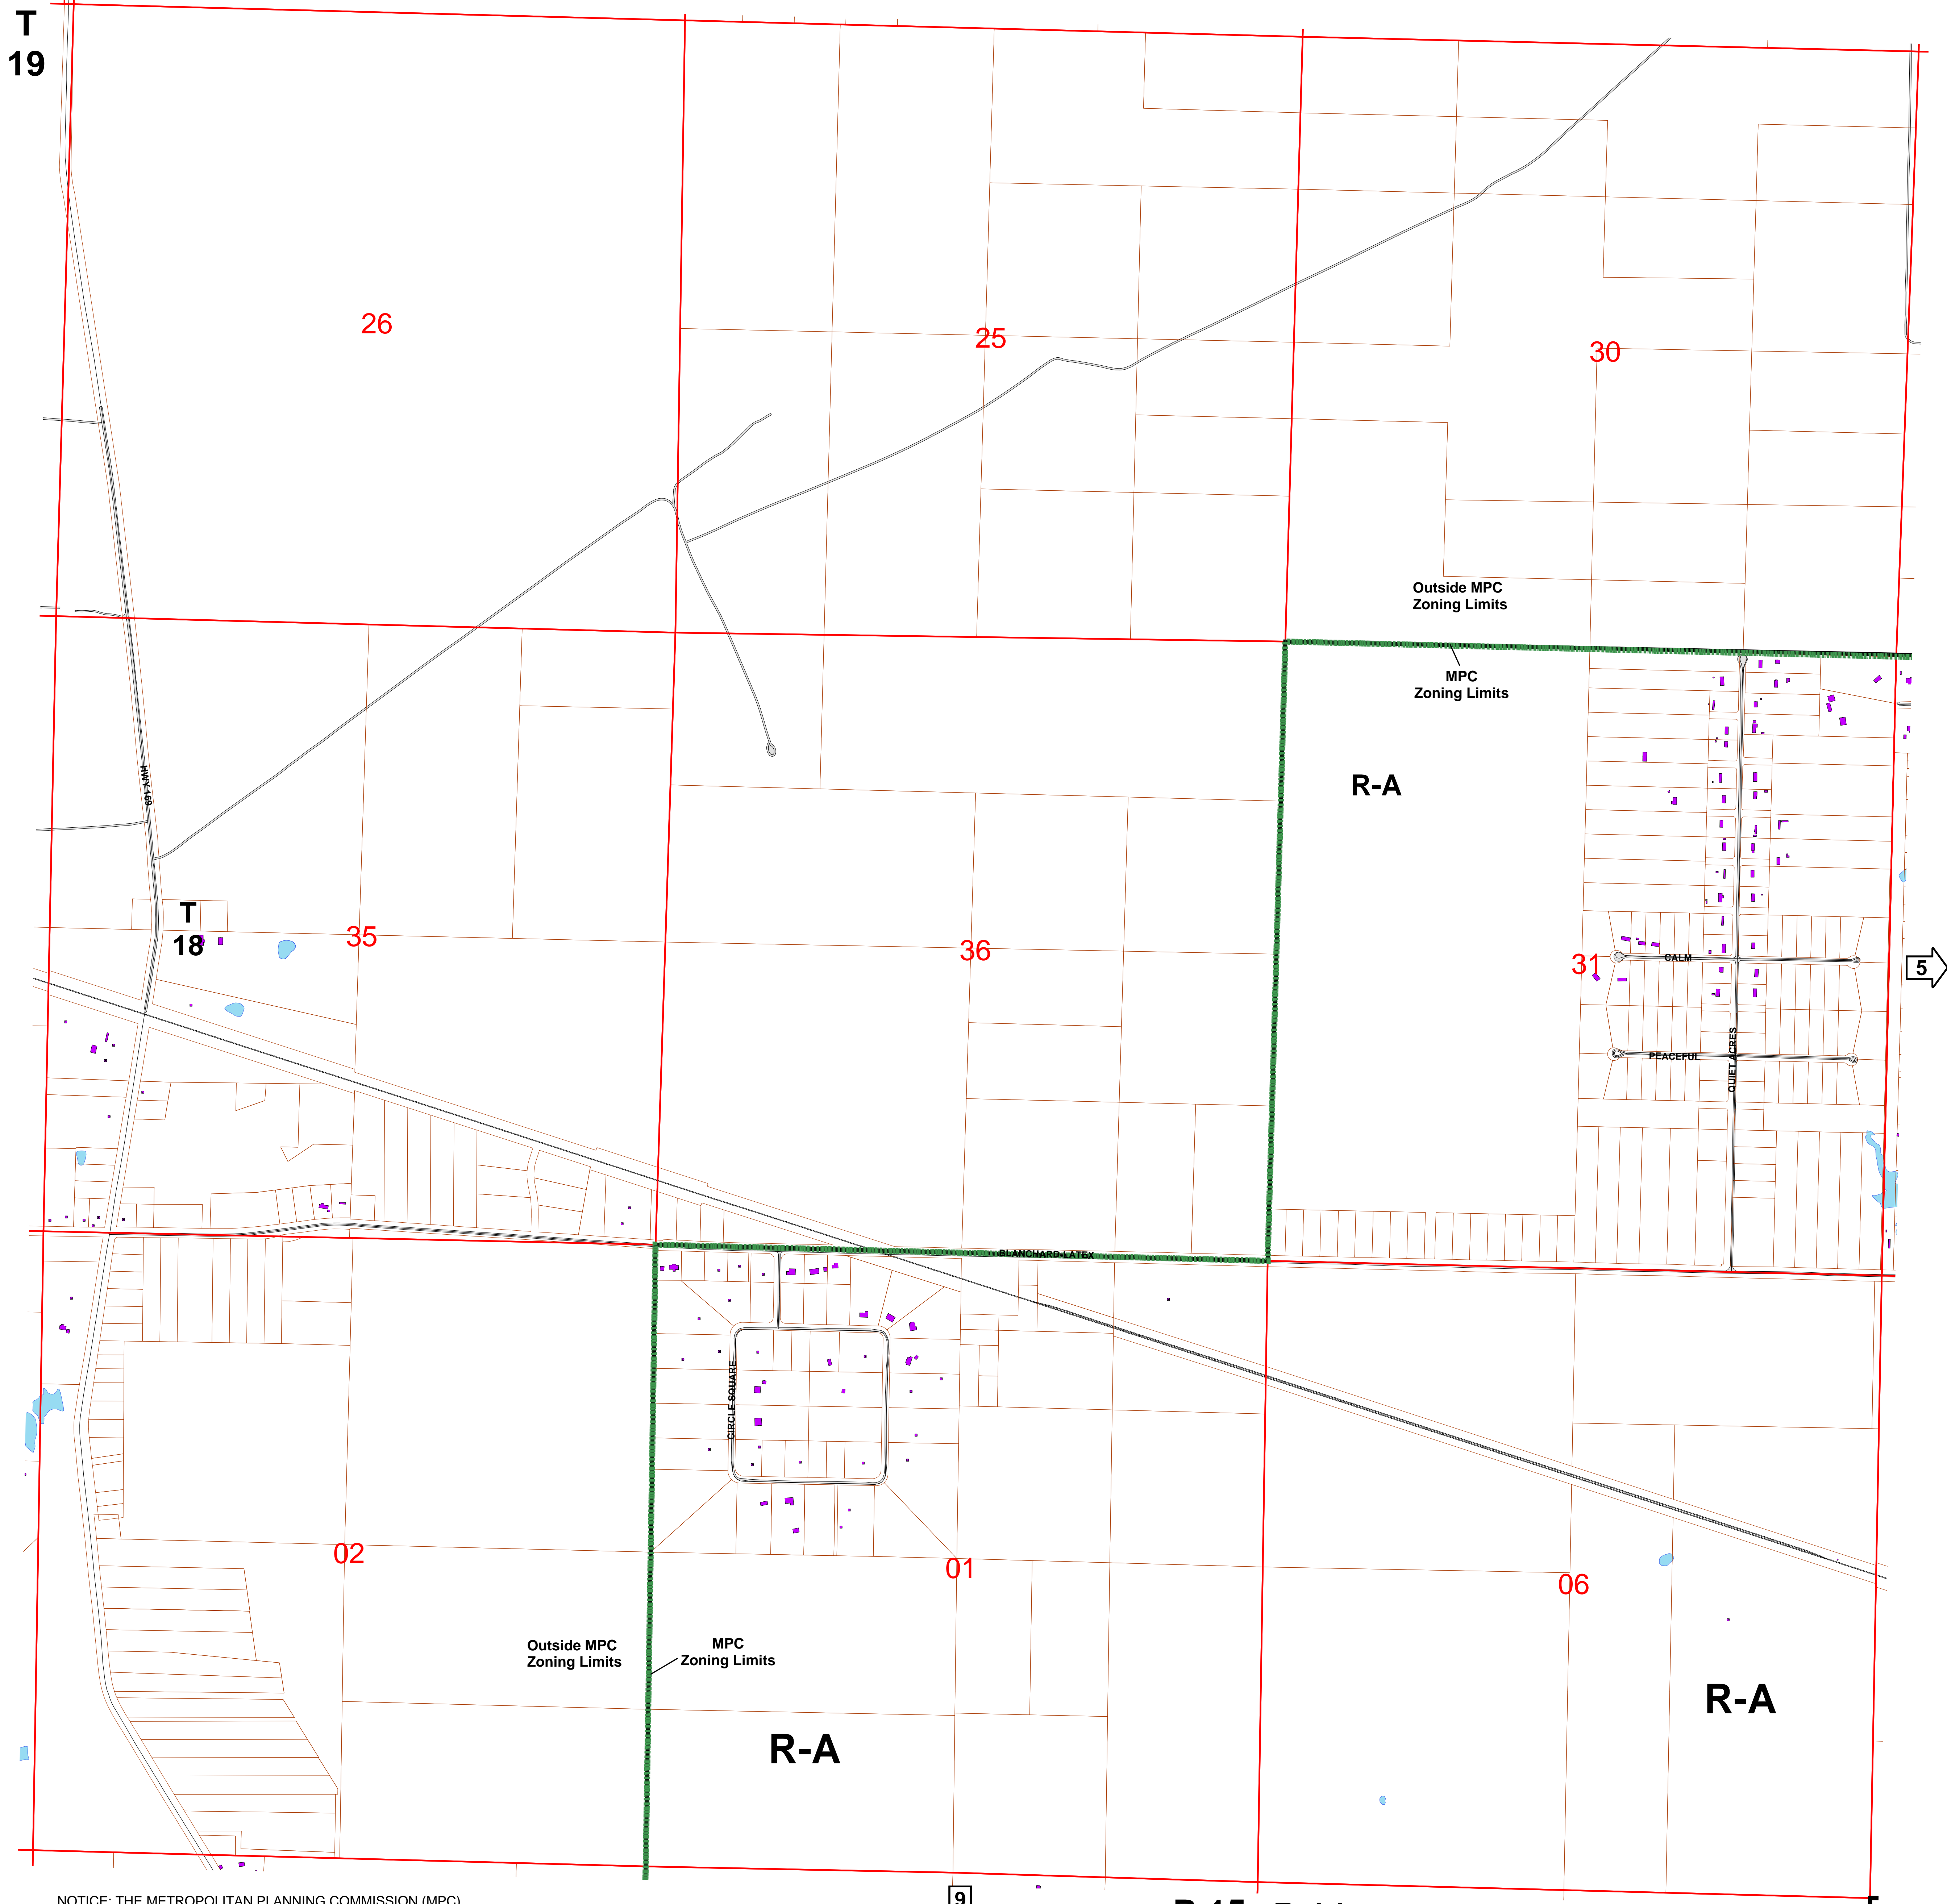 T
19
26
25
30
Outside MPC
Zoning Limits
MPC
Zoning Limits
R-A
HWY 169
T
18
35
36
31
CALM
5
PEACEFUL
QUIET ACRES
BLANCHARD-LATEX
CIRCLE SQUARE
02
01
06
Outside MPC
Zoning Limits
MPC
Zoning Limits
R-A
R-A
9
NOTICE: THE METROPOLITAN PLANNING COMMISSION (MPC)